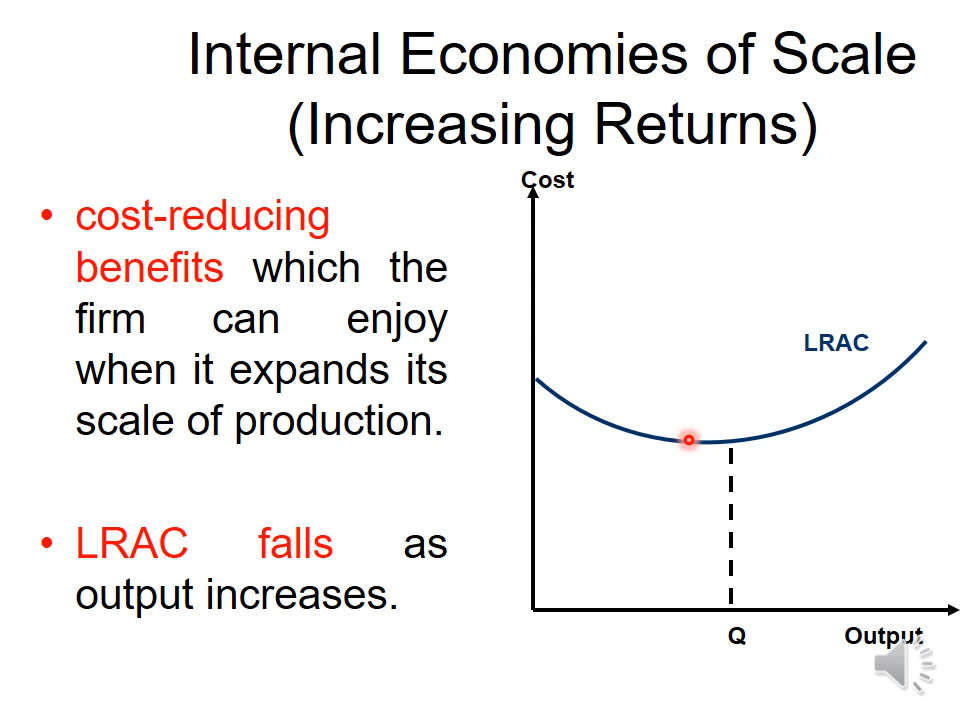 Internal Economies of Scale
(Increasing Returns)
• cost-reducing
benefits which the
firm can enjoy
when it expands its
scale of production.
• LRAC falls as
output increases.
Cost
LRAC
Q Output